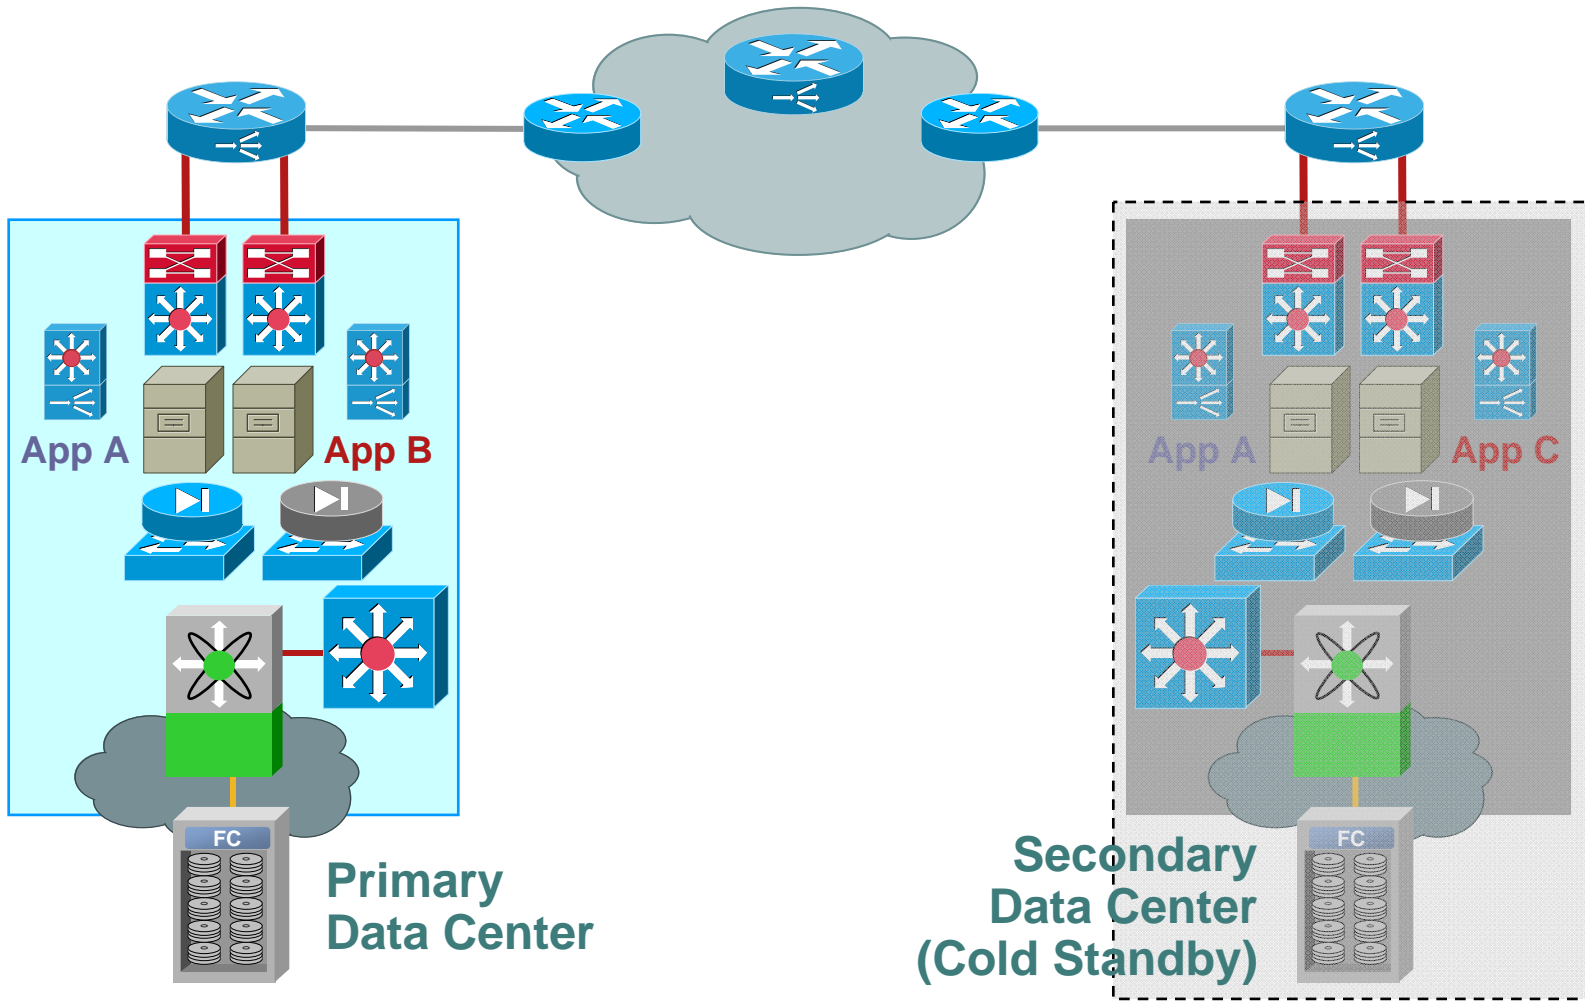 App A
App B
App A
App C
FC
FC
Primary
Data Center
Secondary
Data Center
(Cold Standby)